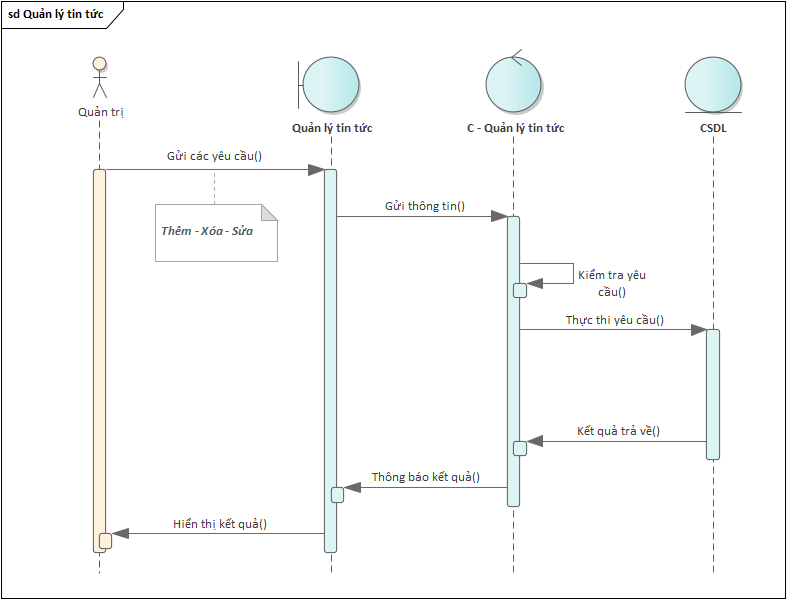 sd Quản lý tin tức
Quản trị
Quản lý tin tức
C - Quản lý tin tức
CSDL
Gửi các yêu cầu()
Thêm - Xóa - Sửa
Gửi thông tin()
Kiểm tra yêu
cầu()
Thực thi yêu cầu()
Kết quả trả về()
Thông báo kết quả()
Hiển thị kết quả()